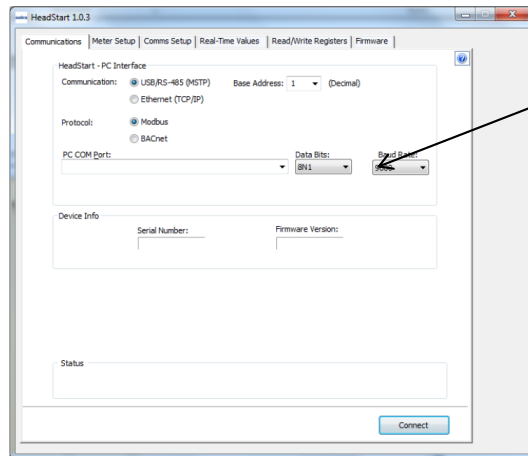 HeadStart 1.0.3
Communications Meter Setup Comms Setup Real-Time Values Read/Write Registers Firmware
HeadStart - PC Interface
Communication: USB/RS-485 (MSTP) Base Address: 1 (Decimal)
Ethernet (TCP/IP)
Protocol: Modbus
BACnet
PC COM Port: Data Bits: Baud Rate:
8N1 9600
Device Info
Serial Number: Firmware Version:
Status
Connect